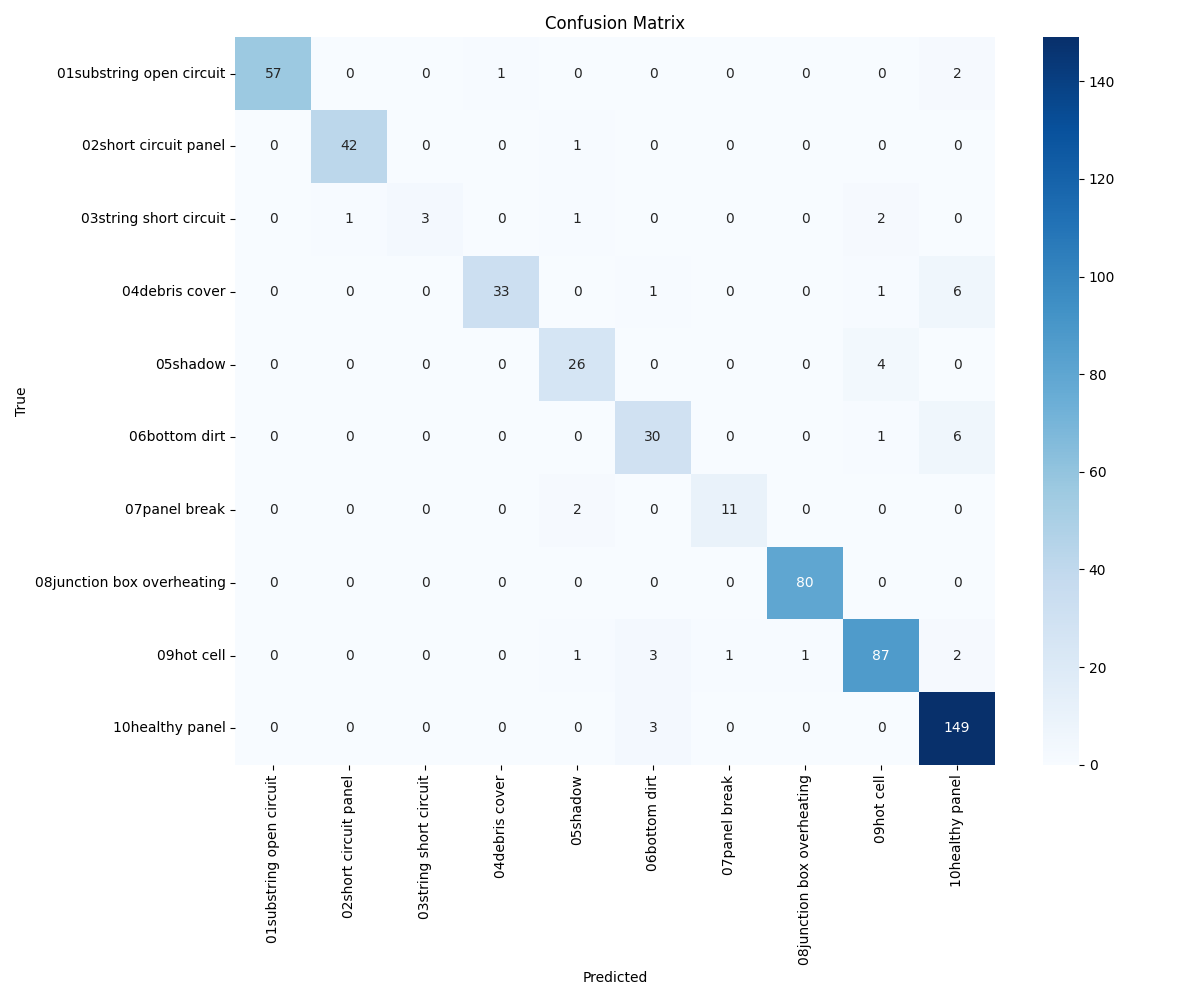 Confusion Matrix
01substring open circuit 57 0 0 1 0 0 0 0 0 2
02short circuit panel 0 42 0 0 1 0 0 0 0 0
03string short circuit 0 1 3 0 1 0 0 0 2 0
04debris cover 0 0 0 33 0 1 0 0 1 6
05shadow 0 0 0 0 26 0 0 0 4 0
06bottom dirt 0 0 0 0 0 30 0 0 1 6
07panel break 0 0 0 0 2 0 11 0 0 0
08junction box overheating 0 0 0 0 0 0 0 80 0 0
09hot cell 0 0 0 0 1 3 1 1 87 2
10healthy panel 0 0 0 0 0 3 0 0 0 149
True
01substring open circuit
02short circuit panel
03string short circuit
04debris cover
05shadow
06bottom dirt
07panel break
08junction box overheating
09hot cell
10healthy panel
Predicted
140
120
100
80
60
40
20
0